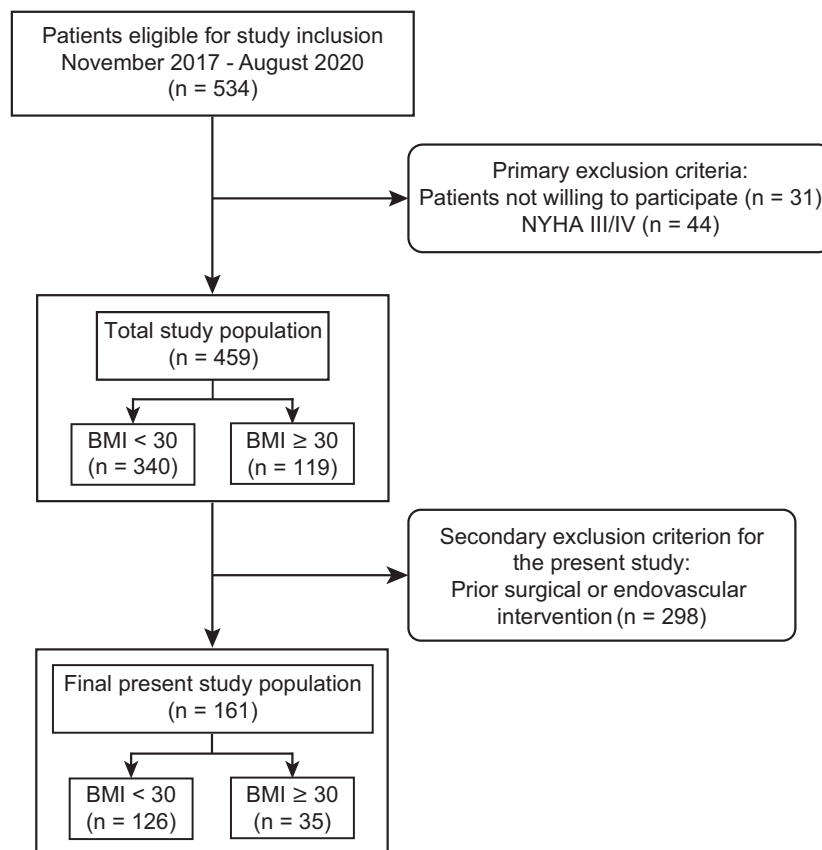 Patients eligible for study inclusion
November 2017 - August 2020
(n = 534)
Primary exclusion criteria:
Patients not willing to participate (n = 31)
NYHA III/IV (n = 44)
Total study population
(n = 459)
BMI < 30
(n = 340)
BMI ≥ 30
(n = 119)
Secondary exclusion criterion for
the present study:
Prior surgical or endovascular
intervention (n = 298)
Final present study population
(n = 161)
BMI < 30
(n = 126)
BMI ≥ 30
(n = 35)